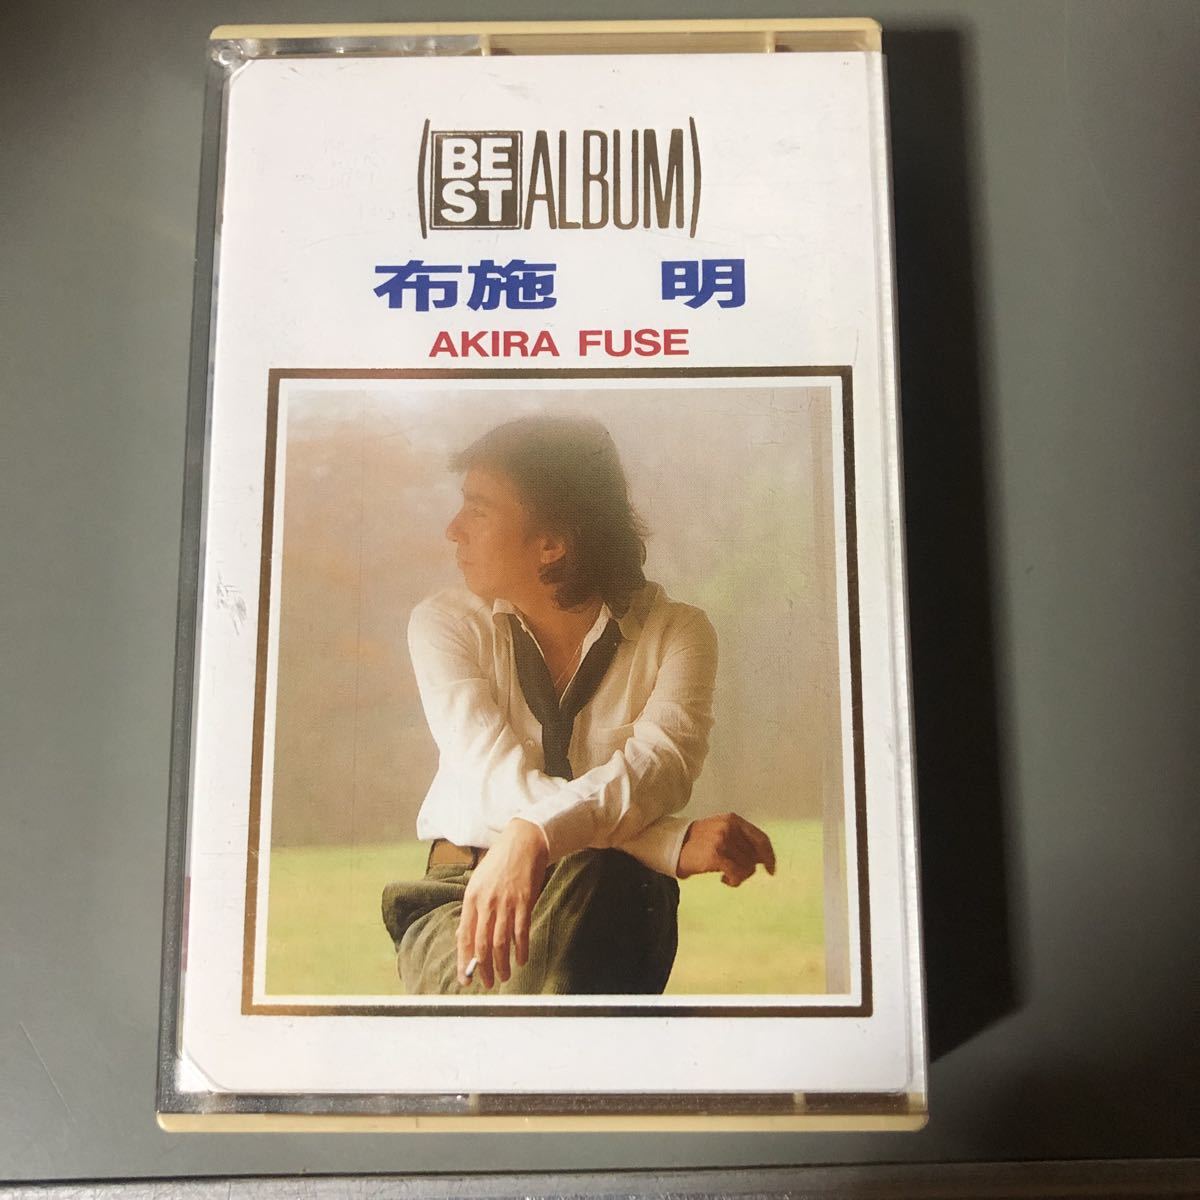 (BEST ALBUM)
布施 明
AKIRA FUSE